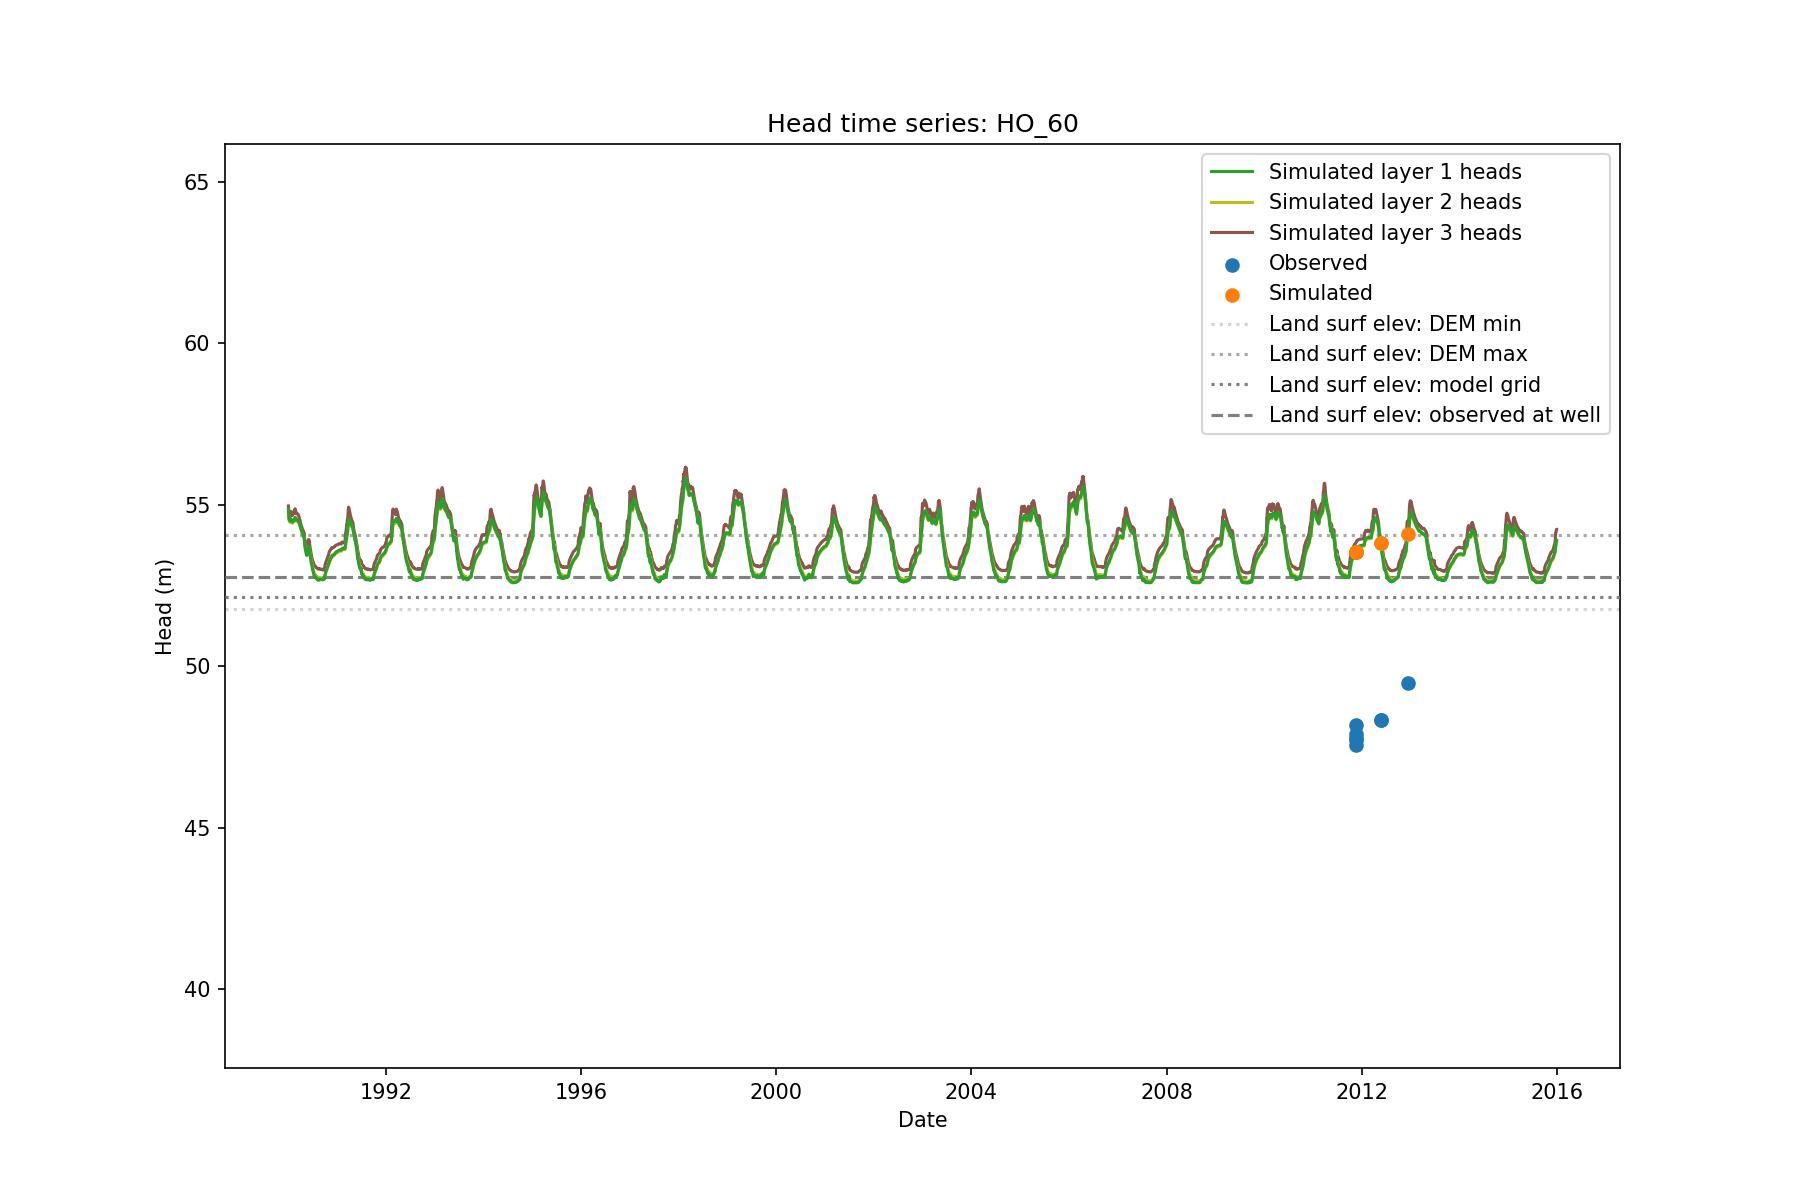 Head time series: HO_60
65
60
55
50
45
40
Head (m)
Simulated layer 1 heads
Simulated layer 2 heads
Simulated layer 3 heads
Observed
Simulated
Land surf elev: DEM min
Land surf elev: DEM max
Land surf elev: model grid
Land surf elev: observed at well
1992 1996 2000 2004 2008 2012 2016
Date